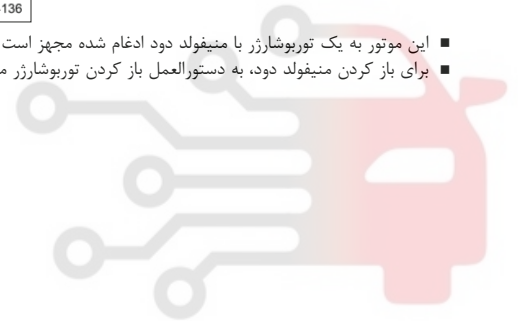 136
این موتور به یک توربوشارژر با منیفولد دود ادغام شده مجهز است
برای باز کردن منیفولد دود، به دستورالعمل باز کردن توربوشارژر